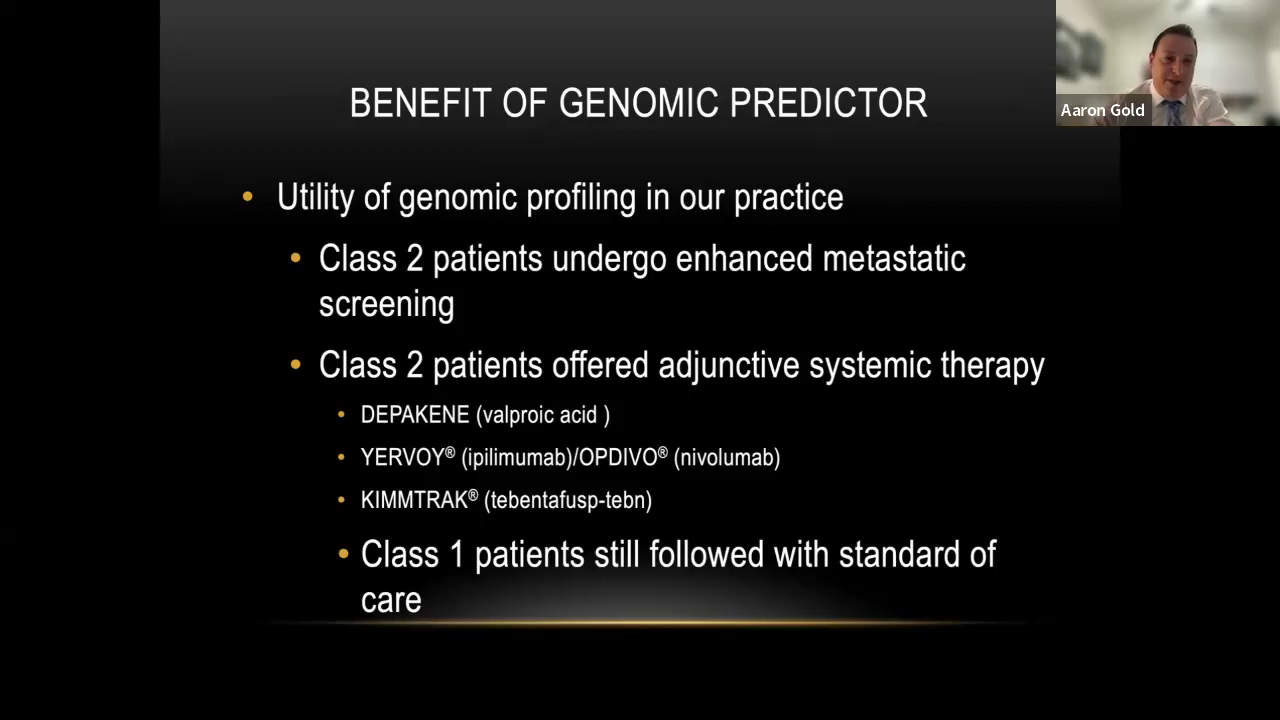 BENEFIT OF GENOMIC PREDICTOR
Aaron Gold
• Utility of genomic profiling in our practice
• Class 2 patients undergo enhanced metastatic
screening
• Class 2 patients offered adjunctive systemic therapy
• DEPAKENE (valproic acid )
• YERVOY® (ipilimumab)/OPDIVO® (nivolumab)
• KIMMTRAK® (tebentafusp-tebn)
• Class 1 patients still followed with standard of
care